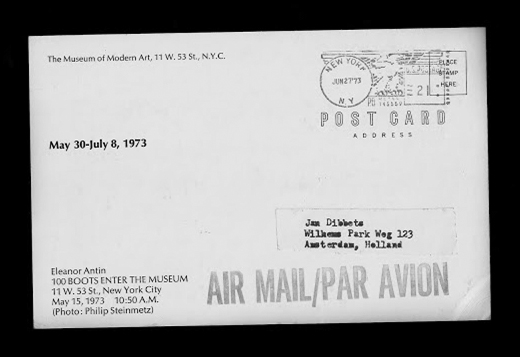 The Museum of Modern Art, 11 W. 53 St., N.Y.C.
NEW YORK
JUN27'73
N.Y.
PLACE
STAMP
HERE
21
POST CARD
ADDRESS
May 30-July 8, 1973
Jan Dibbets
Wilhems Park Weg 123
Amsterdam, Holland
Eleanor Antin
100 BOOTS ENTER THE MUSEUM
11 W. 53 St., New York City
May 15, 1973 10:50 A.M.
(Photo: Philip Steinmetz)
AIR MAIL/PAR AVION